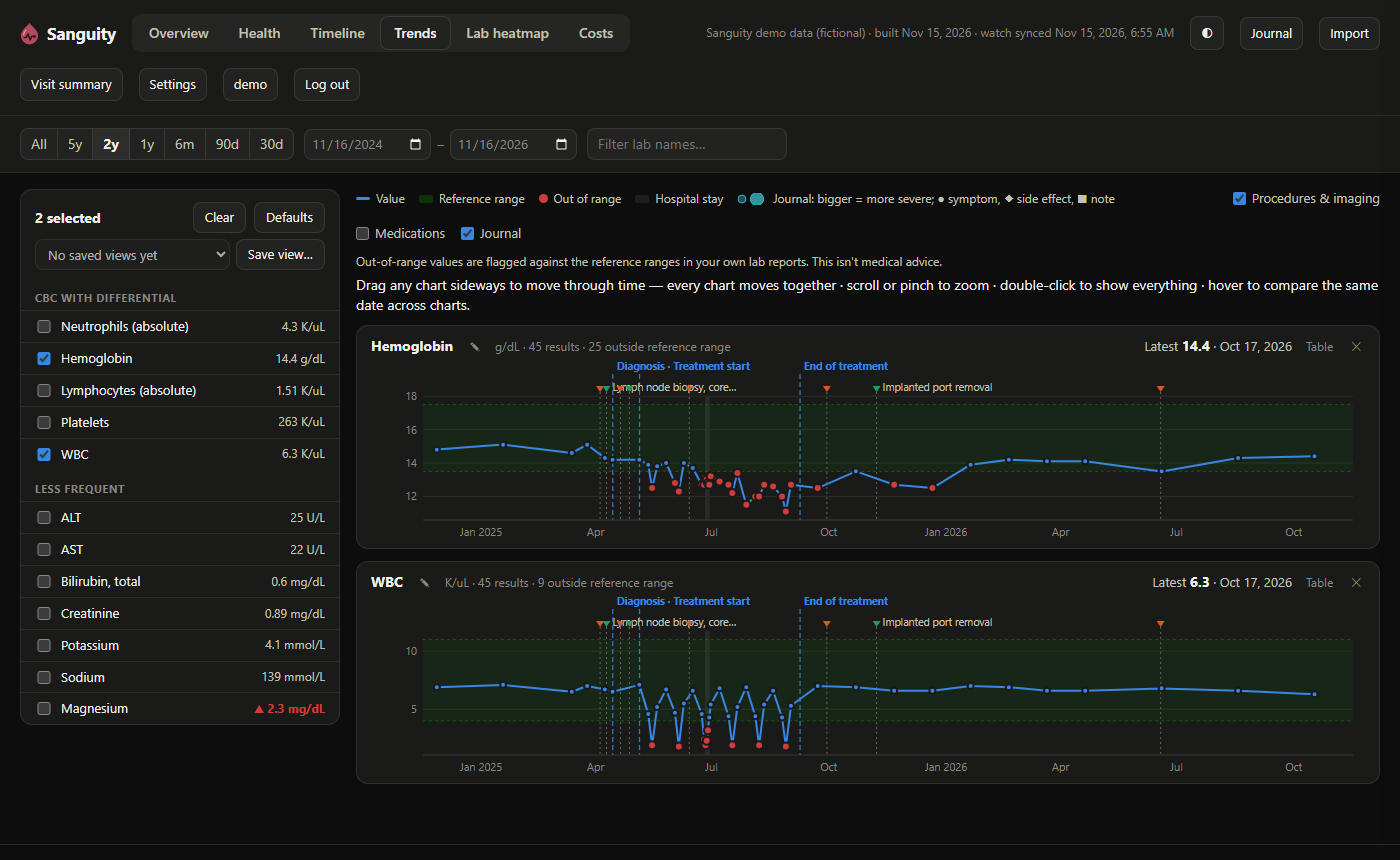 Sanguity
Overview Health Timeline Trends Lab heatmap Costs
Sanguity demo data (fictional) · built Nov 15, 2026 · watch synced Nov 15, 2026, 6:55 AM
Journal Import
Visit summary Settings demo Log out
All 5y 2y 1y 6m 90d 30d 11/16/2024 – 11/16/2026 Filter lab names...
2 selected Clear Defaults
No saved views yet Save view...
CBC WITH DIFFERENTIAL
Neutrophils (absolute) 4.3 K/uL
Hemoglobin 14.4 g/dL
Lymphocytes (absolute) 1.51 K/uL
Platelets 263 K/uL
WBC 6.3 K/uL
LESS FREQUENT
ALT 25 U/L
AST 22 U/L
Bilirubin, total 0.6 mg/dL
Creatinine 0.89 mg/dL
Potassium 4.1 mmol/L
Sodium 139 mmol/L
Magnesium ▲ 2.3 mg/dL
Value Reference range Out of range Hospital stay Journal: bigger = more severe; ● symptom, ◆ side effect, ■ note Procedures & imaging
Medications Journal
Out-of-range values are flagged against the reference ranges in your own lab reports. This isn't medical advice.
Drag any chart sideways to move through time — every chart moves together · scroll or pinch to zoom · double-click to show everything · hover to compare the same
date across charts.
Hemoglobin g/dL · 45 results · 25 outside reference range Latest 14.4 · Oct 17, 2026 Table
Diagnosis · Treatment start End of treatment
Lymph node biopsy, core... Implanted port removal
18
16
14
12
Jan 2025 Apr Jul Oct Jan 2026 Apr Jul Oct
WBC K/uL · 45 results · 9 outside reference range Latest 6.3 · Oct 17, 2026 Table
Diagnosis · Treatment start End of treatment
Lymph node biopsy, core... Implanted port removal
10
5
Jan 2025 Apr Jul Oct Jan 2026 Apr Jul Oct